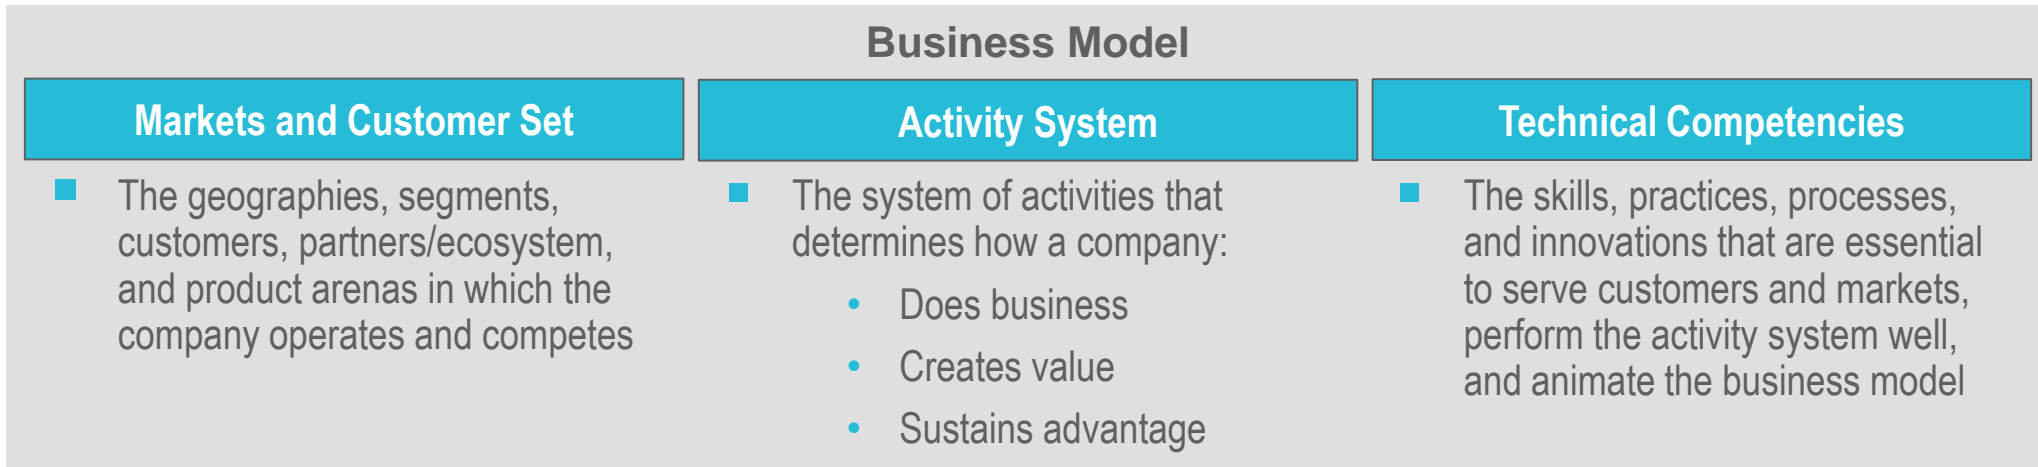 Business Model
Markets and Customer Set
The geographies, segments,
customers, partners/ecosystem,
and product arenas in which the
company operates and competes
Activity System
The system of activities that
determines how a company:
Does business
Creates value
Sustains advantage
Technical Competencies
The skills, practices, processes,
and innovations that are essential
to serve customers and markets,
perform the activity system well,
and animate the business model